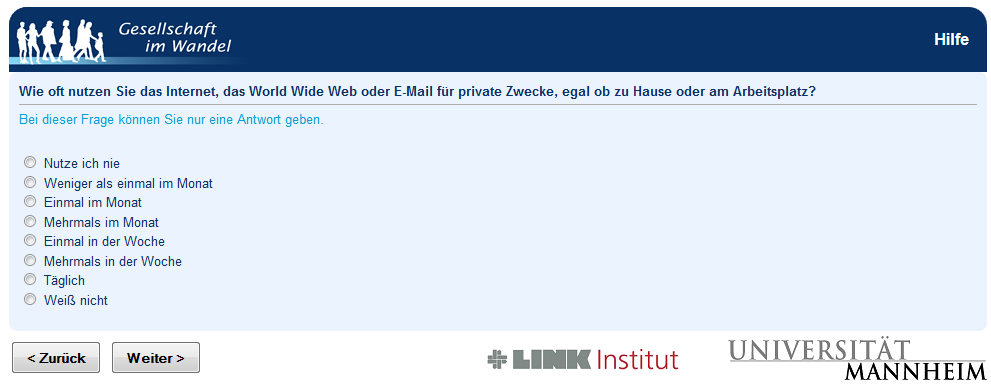 Gesellschaft
im Wandel
Hilfe
Wie oft nutzen Sie das Internet, das World Wide Web oder E-Mail für private Zwecke, egal ob zu Hause oder am Arbeitsplatz?
Bei dieser Frage können Sie nur eine Antwort geben.
Nutze ich nie
Weniger als einmal im Monat
Einmal im Monat
Mehrmals im Monat
Einmal in der Woche
Mehrmals in der Woche
Täglich
Weiß nicht
< Zurück
Weiter >
LINK Institut
UNIVERSITÄT
MANNHEIM